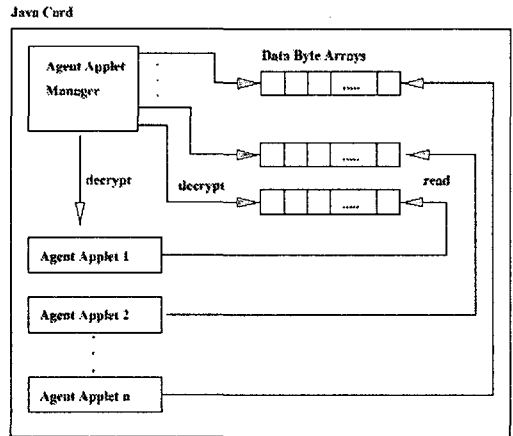 Java Card
Agent Applet
Manager
Data Byte Arrays
.....
.....
decrypt
decrypt
.....
read
Agent Applet 1
Agent Applet 2
Agent Applet n